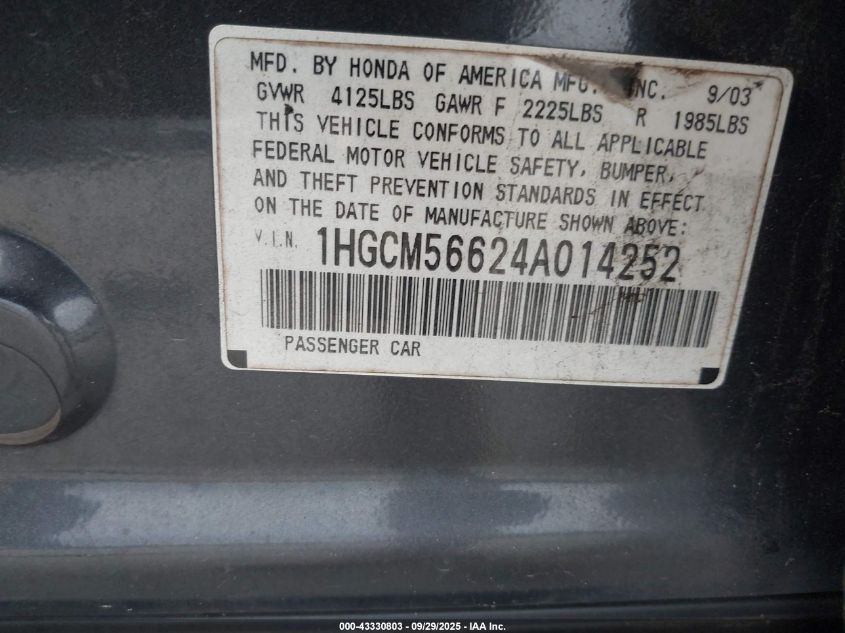 MFD. BY HONDA OF AMERICA MFG. INC. 9/03
GVWR 4125LBS GAWR F 2225LBS R 1985LBS
THIS VEHICLE CONFORMS TO ALL APPLICABLE
FEDERAL MOTOR VEHICLE SAFETY, BUMPER,
AND THEFT PREVENTION STANDARDS IN EFFECT
ON THE DATE OF MANUFACTURE SHOWN ABOVE:
V.I.N. 1HGCM56624A014252
PASSENGER CAR
000-43330803 - 09/29/2025 - IAA Inc.